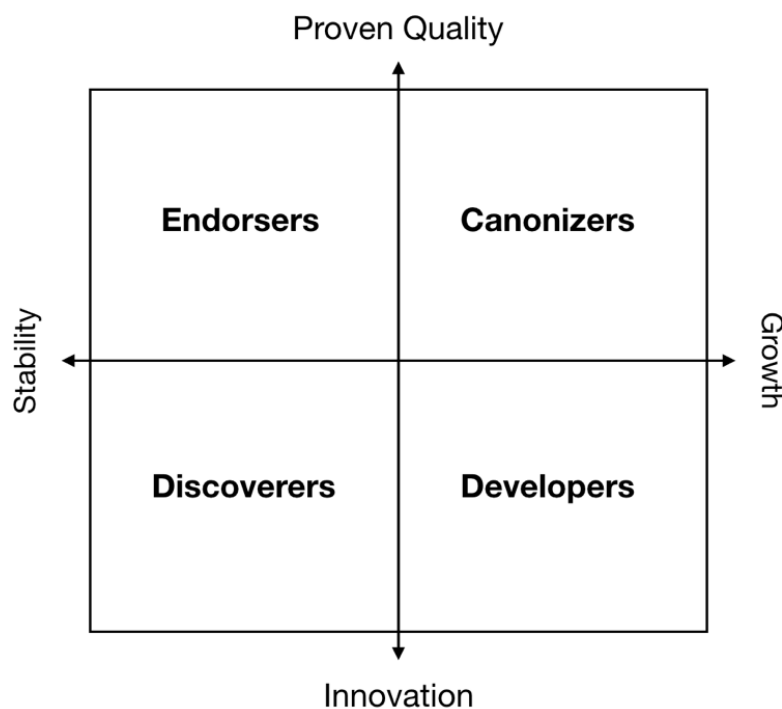 Proven Quality
Endorsers
Canonizers
Stability
Growth
Discoverers
Developers
Innovation